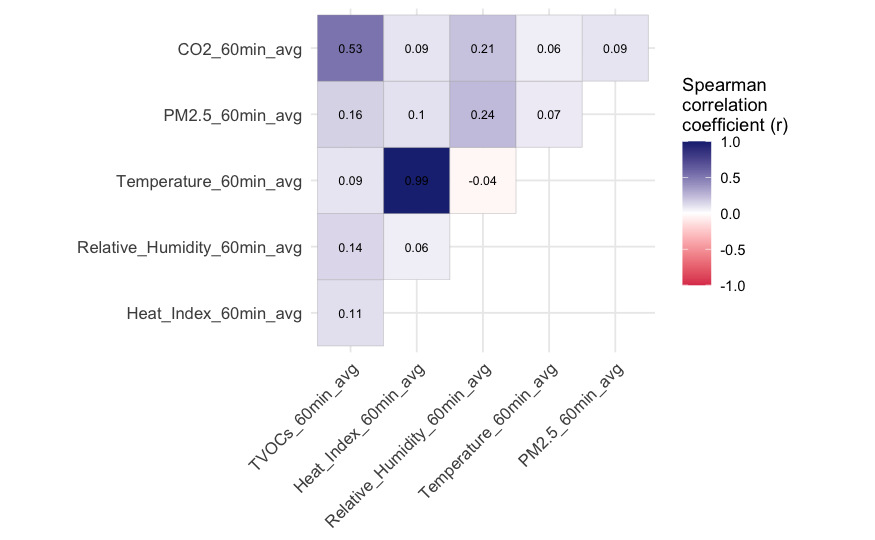 CO2_60min_avg 0.53 0.09 0.21 0.06 0.09
PM2.5_60min_avg 0.16 0.1 0.24 0.07
Temperature_60min_avg 0.09 0.99 -0.04
Relative_Humidity_60min_avg 0.14 0.06
Heat_Index_60min_avg 0.11
TVOCs_60min_avg
Heat_Index_60min_avg
Relative_Humidity_60min_avg
Temperature_60min_avg
PM2.5_60min_avg
Spearman
correlation
coefficient (r)
1.0
0.5
0.0
-0.5
-1.0